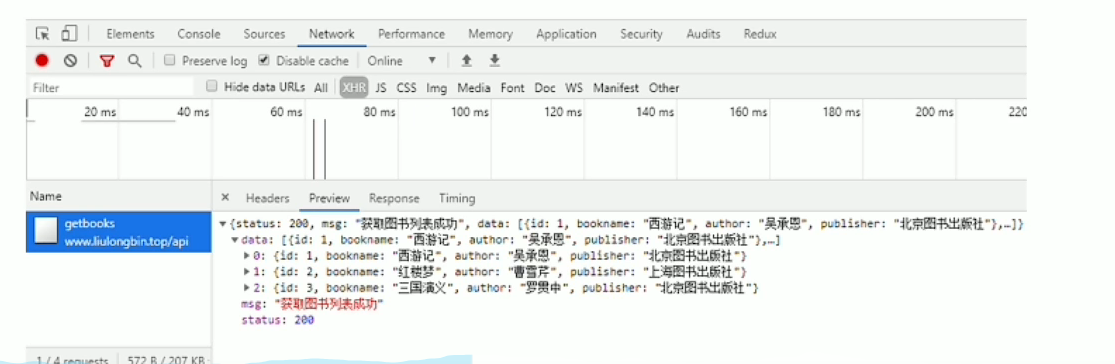 Elements Console Sources Network Performance Memory Application Security Audits Redux
Preserve log Disable cache Online
Filter Hide data URLs All XHR JS CSS Img Media Font Doc WS Manifest Other
20 ms 40 ms 60 ms 80 ms 100 ms 120 ms 140 ms 160 ms 180 ms 200 ms 220
Name × Headers Preview Response Timing
getbooks
www.liulongbin.top/api
▼{status: 200, msg: "获取图书列表成功", data: [{id: 1, bookname: "西游记", author: "吴承恩", publisher: "北京图书出版社"},…]}
▼data: [{id: 1, bookname: "西游记", author: "吴承恩", publisher: "北京图书出版社"},…]
▶0: {id: 1, bookname: "西游记", author: "吴承恩", publisher: "北京图书出版社"}
▶1: {id: 2, bookname: "红楼梦", author: "曹雪芹", publisher: "上海图书出版社"}
▶2: {id: 3, bookname: "三国演义", author: "罗贯中", publisher: "北京图书出版社"}
msg: "获取图书列表成功"
status: 200
1 / 4 requests 572 B / 207 KB